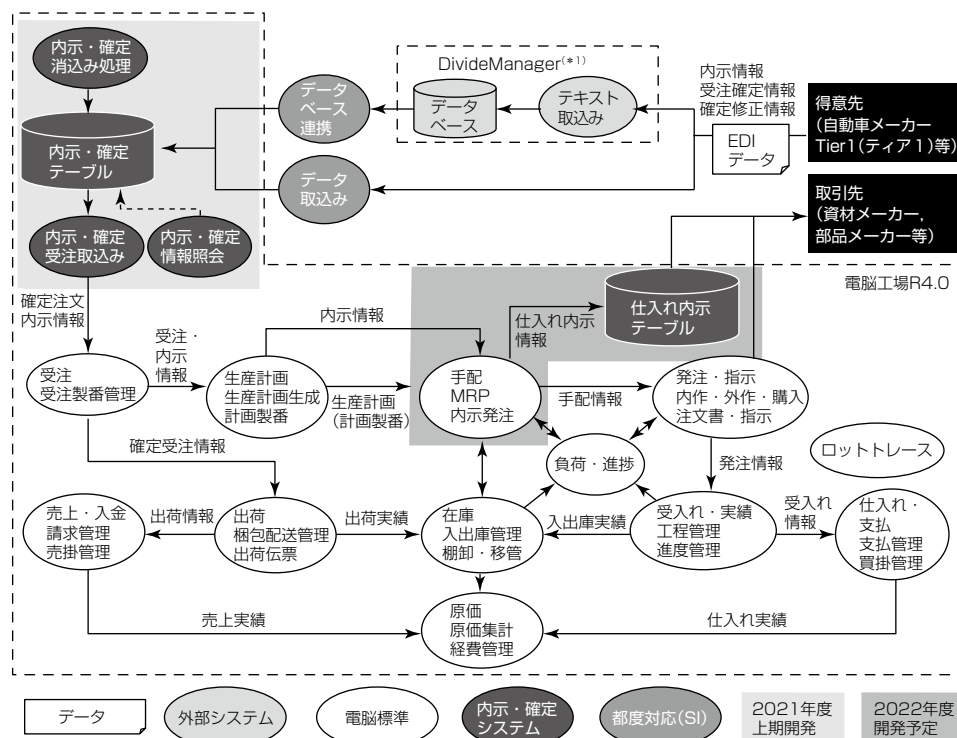 内示・確定
消込み処理
内示・確定
テーブル
内示・確定
受注取込み
内示・確定
情報照会
データ
ベース
連携
データ
取込み
DivideManager(*1)
データ
ベース
テキスト
取込み
内示情報
受注確定情報
確定修正情報
EDI
データ
得意先
(自動車メーカー
Tier1(ティア1)等)
取引先
(資材メーカー,
部品メーカー等)
電脳工場R4.0
確定注文
内示情報
受注・
内示
情報
内示情報
仕入れ内示
情報
仕入れ内示
テーブル
受注
受注製番管理
生産計画
生産計画生成
計画製番
生産計画
(計画製番)
手配
MRP
内示発注
手配情報
発注・指示
内作・外作・購入
注文書・指示
確定受注情報
負荷・進捗
発注情報
ロットトレース
売上・入金
請求管理
売掛管理
出荷情報
出荷
梱包配送管理
出荷伝票
出荷実績
在庫
入出庫管理
棚卸・移管
入出庫実績
受入れ・実績
工程管理
進度管理
受入れ
情報
仕入れ・
支払
支払管理
買掛管理
売上実績
原価
原価集計
経費管理
仕入れ実績
データ
外部システム
電脳標準
内示・確定
システム
都度対応(SI)
2021年度
上期開発
2022年度
開発予定